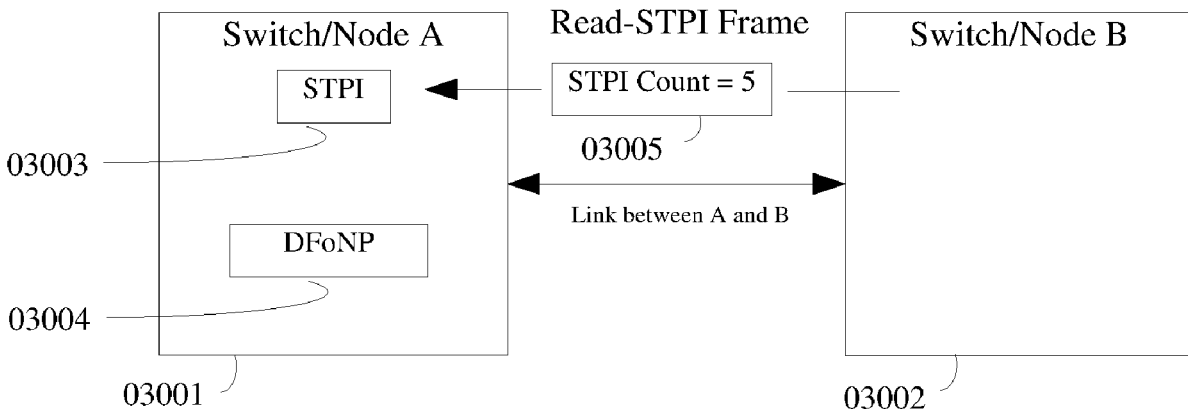 Switch/Node A
Read-STPI Frame
Switch/Node B
STPI
STPI Count = 5
03003
03005
Link between A and B
DFoNP
03004
03001
03002